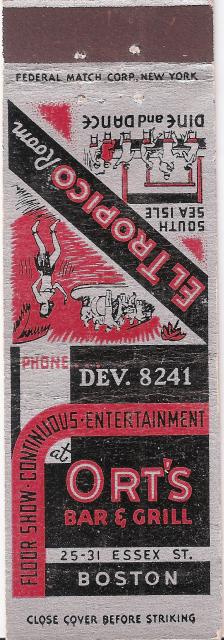 FEDERAL MATCH CORP., NEW YORK
DINE and DANCE
SOUTH
SEA ISLE
EL TROPICO Room
PHONE
DEV. 8241
FLOOR SHOW · CONTINUOUS · ENTERTAINMENT
at
ORT'S
BAR & GRILL
25-31 ESSEX ST.
BOSTON
CLOSE COVER BEFORE STRIKING